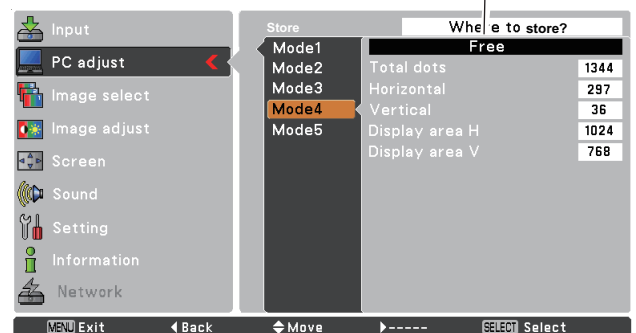 Input
PC adjust
Image select
Image adjust
Screen
Sound
Setting
Information
Network
Store
Where to store?
Mode1
Mode2
Mode3
Mode4
Mode5
Free
Total dots 1344
Horizontal 297
Vertical 36
Display area H 1024
Display area V 768
MENU Exit Back Move ----- SELECT Select